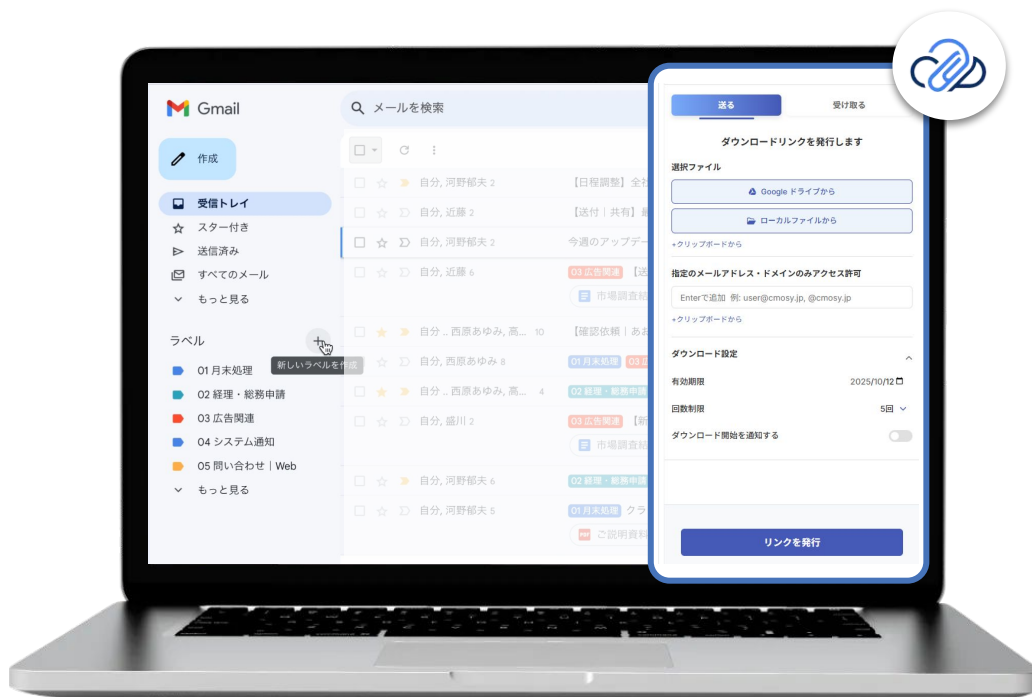 Gmail
メールを検索
作成
受信トレイ
スター付き
送信済み
すべてのメール
もっと見る
ラベル
新しいラベルを作成
01 月末処理
02 経理・総務申請
03 広告関連
04 システム通知
05 問い合わせ｜Web
もっと見る
自分, 河野郁夫 2
【日程調整】全社
自分, 近藤 2
【送付｜共有】
自分, 河野郁夫 2
今週のアップデー
自分, 近藤 6
03 広告関連 【送
市場調査結
自分 .. 西原あゆみ, 高... 10
【確認依頼｜あお
自分, 西原あゆみ 8
01 月末処理 03 広
自分 .. 西原あゆみ, 高... 4
02 経理・総務申請
自分, 盛川 2
03 広告関連 【新
市場調査結
自分, 河野郁夫 6
02 経理・総務申請
自分, 河野郁夫 5
01 月末処理 クラ
PDF ご説明資料
送る
受け取る
ダウンロードリンクを発行します
選択ファイル
Google ドライブから
ローカルファイルから
+クリップボードから
指定のメールアドレス・ドメインのみアクセス許可
Enterで追加 例: user@cmosy.jp, @cmosy.jp
+クリップボードから
ダウンロード設定
有効期限 2025/10/12
回数制限 5回
ダウンロード開始を通知する
リンクを発行